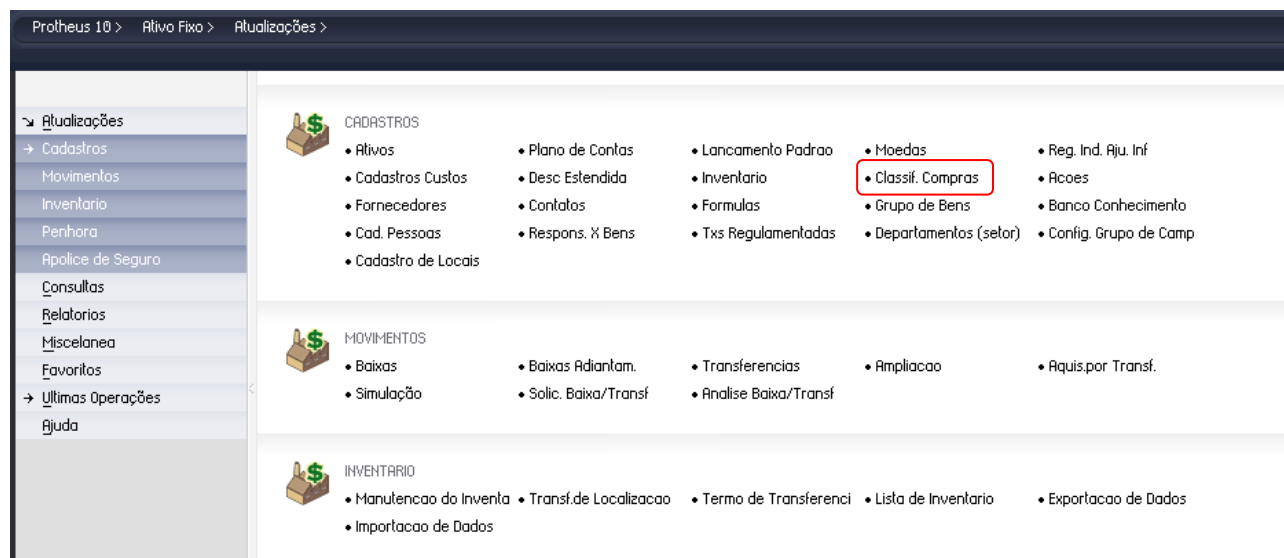 Protheus 10 > Ativo Fixo > Atualizações >
Atualizações
Cadastros
Movimentos
Inventario
Penhora
Apolice de Seguro
Consultas
Relatorios
Miscelanea
Favoritos
Ultimas Operações
Ajuda
CADASTROS
• Ativos • Plano de Contas • Lancamento Padrao • Moedas • Reg. Ind. Aju. Inf
• Cadastros Custos • Desc Estendida • Inventario • Classif. Compras • Acoes
• Fornecedores • Contatos • Formulas • Grupo de Bens • Banco Conhecimento
• Cad. Pessoas • Respons. X Bens • Txs Regulamentadas • Departamentos (setor) • Config. Grupo de Camp
• Cadastro de Locais
MOVIMENTOS
• Baixas • Baixas Adiantam. • Transferencias • Ampliacao • Aquis.por Transf.
• Simulação • Solic. Baixa/Transf • Analise Baixa/Transf
INVENTARIO
• Manutencao do Inventa • Transf.de Localizacao • Termo de Transferenci • Lista de Inventario • Exportacao de Dados
• Importacao de Dados